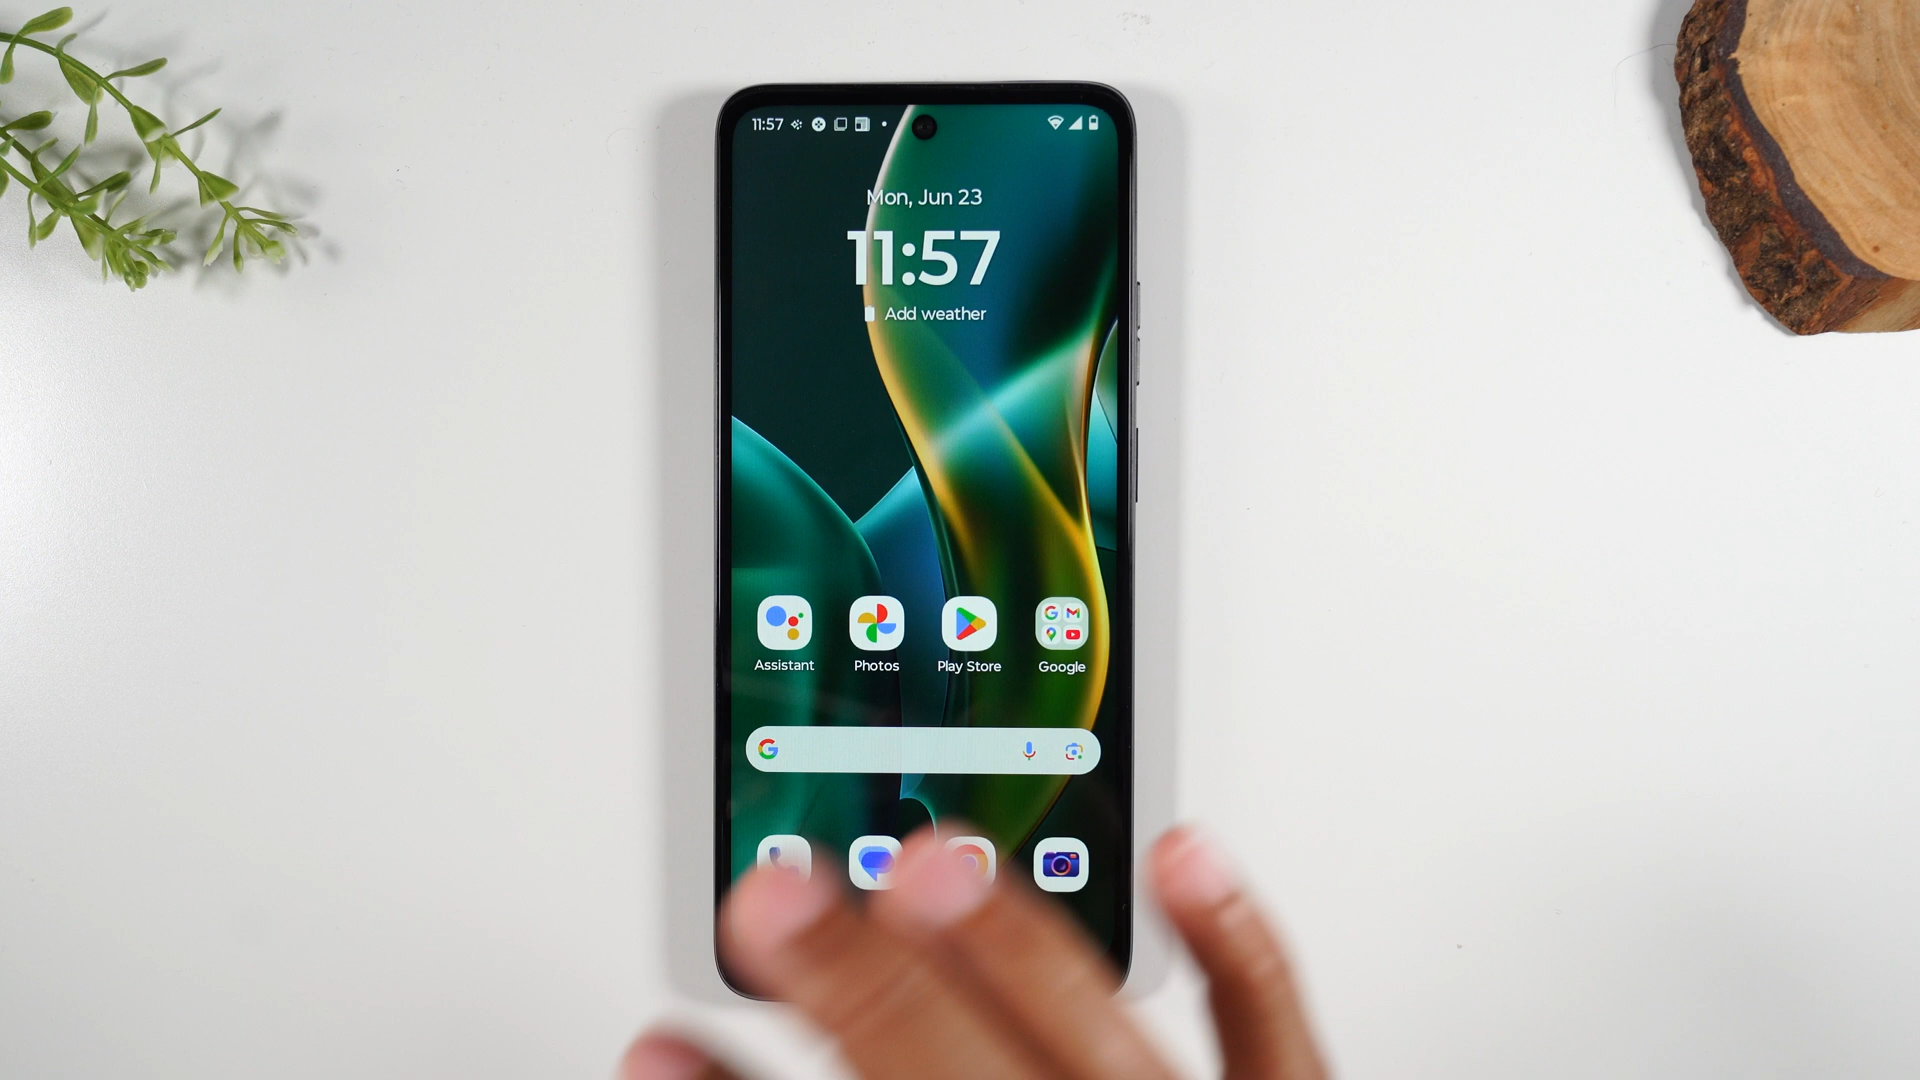 11:57
Mon, Jun 23
11:57
Add weather
Assistant Photos Play Store Google